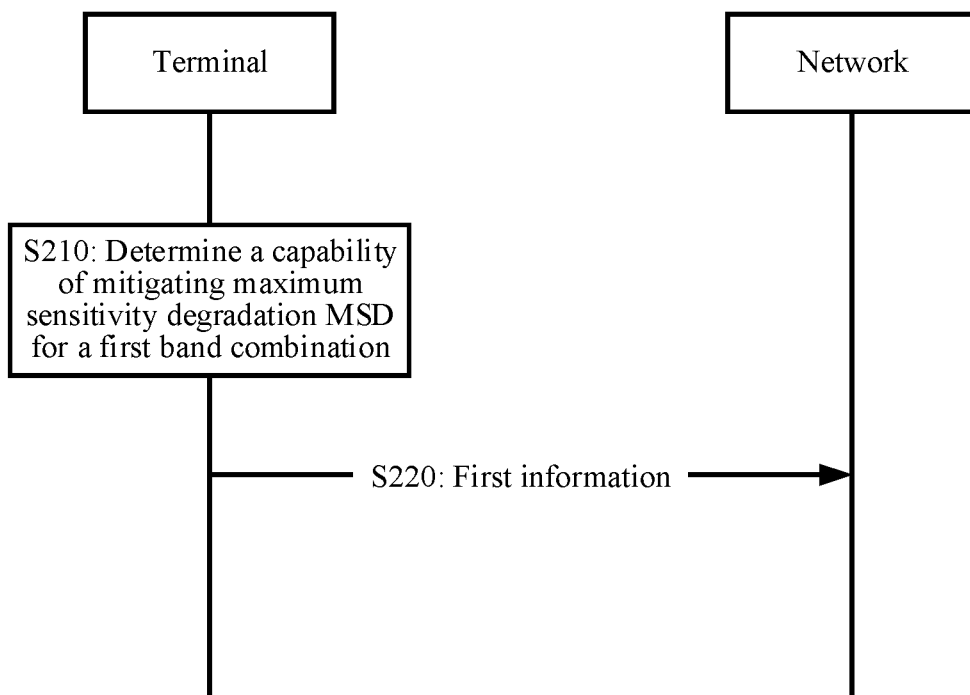 Terminal
Network
S210: Determine a capability
of mitigating maximum
sensitivity degradation MSD
for a first band combination
S220: First information